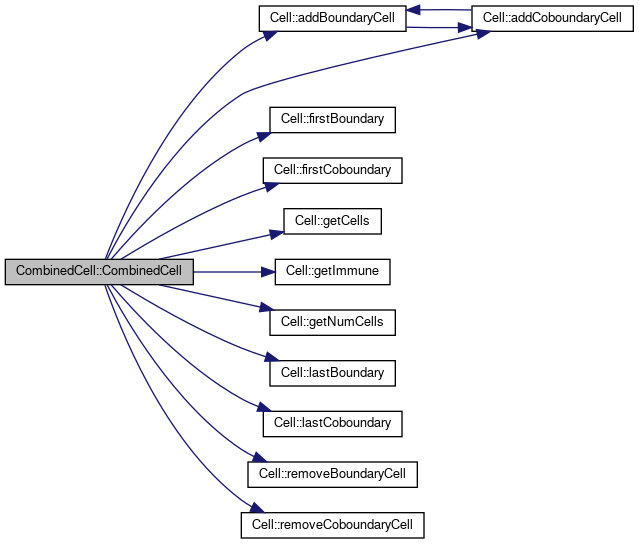 Cell::addBoundaryCell
Cell::addCoboundaryCell
Cell::firstBoundary
Cell::firstCoboundary
Cell::getCells
CombinedCell::CombinedCell
Cell::getImmune
Cell::getNumCells
Cell::lastBoundary
Cell::lastCoboundary
Cell::removeBoundaryCell
Cell::removeCoboundaryCell